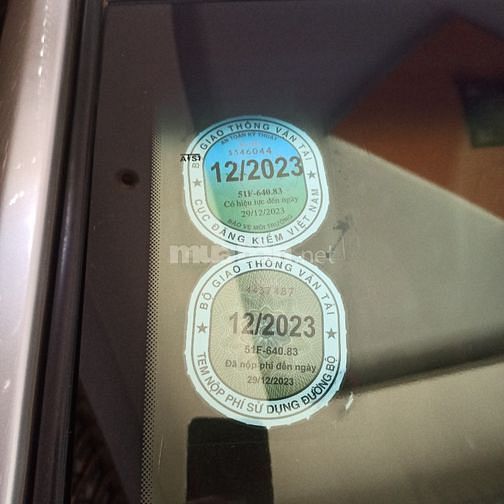 BỘ GIAO THÔNG VẬN TẢI
AN TOÀN KỸ THUẬT
5546044
12/2023
51F-640.83
Có hiệu lực đến ngày
29/12/2023
BẢO VỆ MÔI TRƯỜNG
CỤC ĐĂNG KIỂM VIỆT NAM
BỘ GIAO THÔNG VẬN TẢI
4437487
12/2023
51F-640.83
Đã nộp phí đến ngày
29/12/2023
TEM NỘP PHÍ SỬ DỤNG ĐƯỜNG BỘ